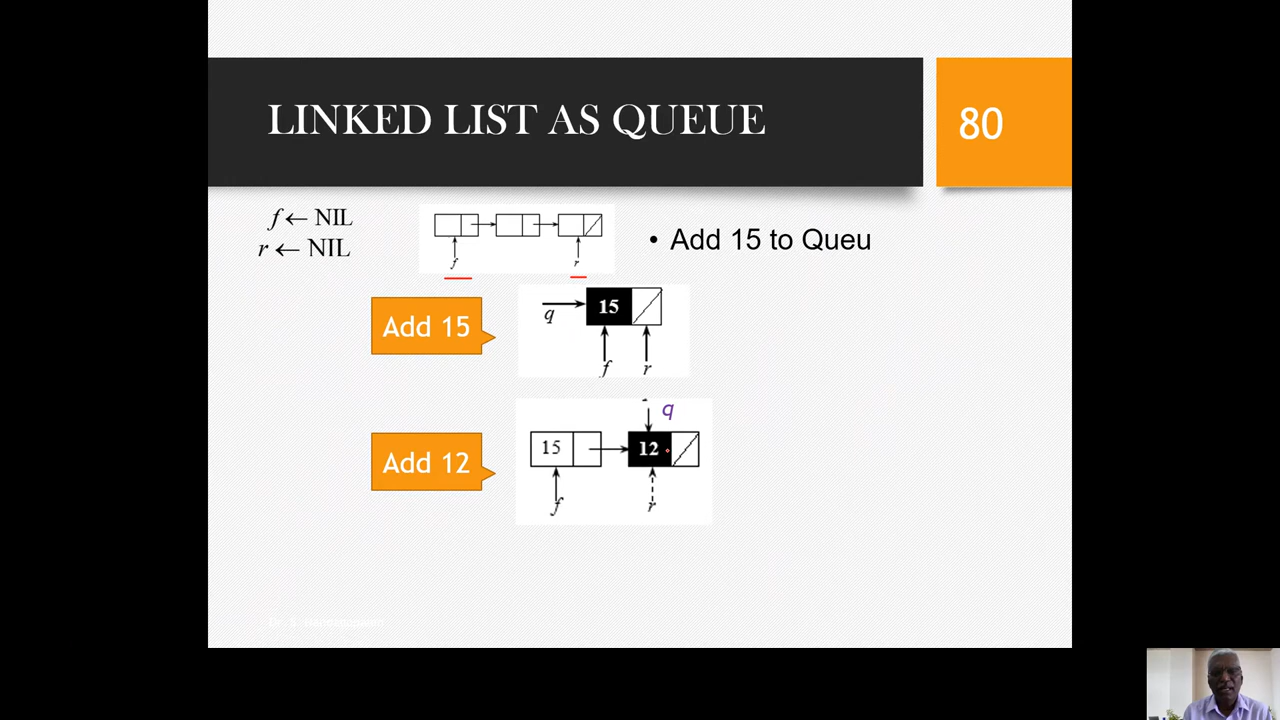 LINKED LIST AS QUEUE
80
f ← NIL
r ← NIL
f r
• Add 15 to Queu
Add 15
q
15
f r
Add 12
q
15 12
f r